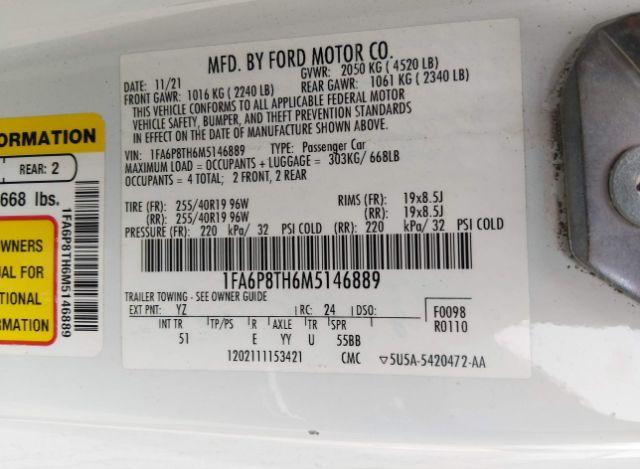 MFD. BY FORD MOTOR CO.
DATE: 11/21 GVWR: 2050 KG ( 4520 LB)
FRONT GAWR: 1016 KG ( 2240 LB) REAR GAWR: 1061 KG ( 2340 LB)
THIS VEHICLE CONFORMS TO ALL APPLICABLE FEDERAL MOTOR
VEHICLE SAFETY, BUMPER, AND THEFT PREVENTION STANDARDS
IN EFFECT ON THE DATE OF MANUFACTURE SHOWN ABOVE.
VIN: 1FA6P8TH6M5146889 TYPE: Passenger Car
MAXIMUM LOAD = OCCUPANTS + LUGGAGE = 303KG/ 668LB
OCCUPANTS = 4 TOTAL; 2 FRONT, 2 REAR
TIRE (FR): 255/40R19 96W RIMS (FR): 19x8.5J
(RR): 255/40R19 96W (RR): 19x8.5J
PRESSURE (FR): 220 kPa/ 32 PSI COLD (RR): 220 kPa/ 32 PSI COLD
1FA6P8TH6M5146889
TRAILER TOWING - SEE OWNER GUIDE
EXT PNT: YZ RC: 24 DSO: F0098
R0110
INT TR TP/PS R AXLE TR SPR
51 E YY U 55BB
1202111153421 CMC 5U5A-5420472-AA
ORMATION
REAR: 2
668 lbs.
OWNERS
UAL FOR
TIONAL
RMATION
1FA6P8TH6M5146889